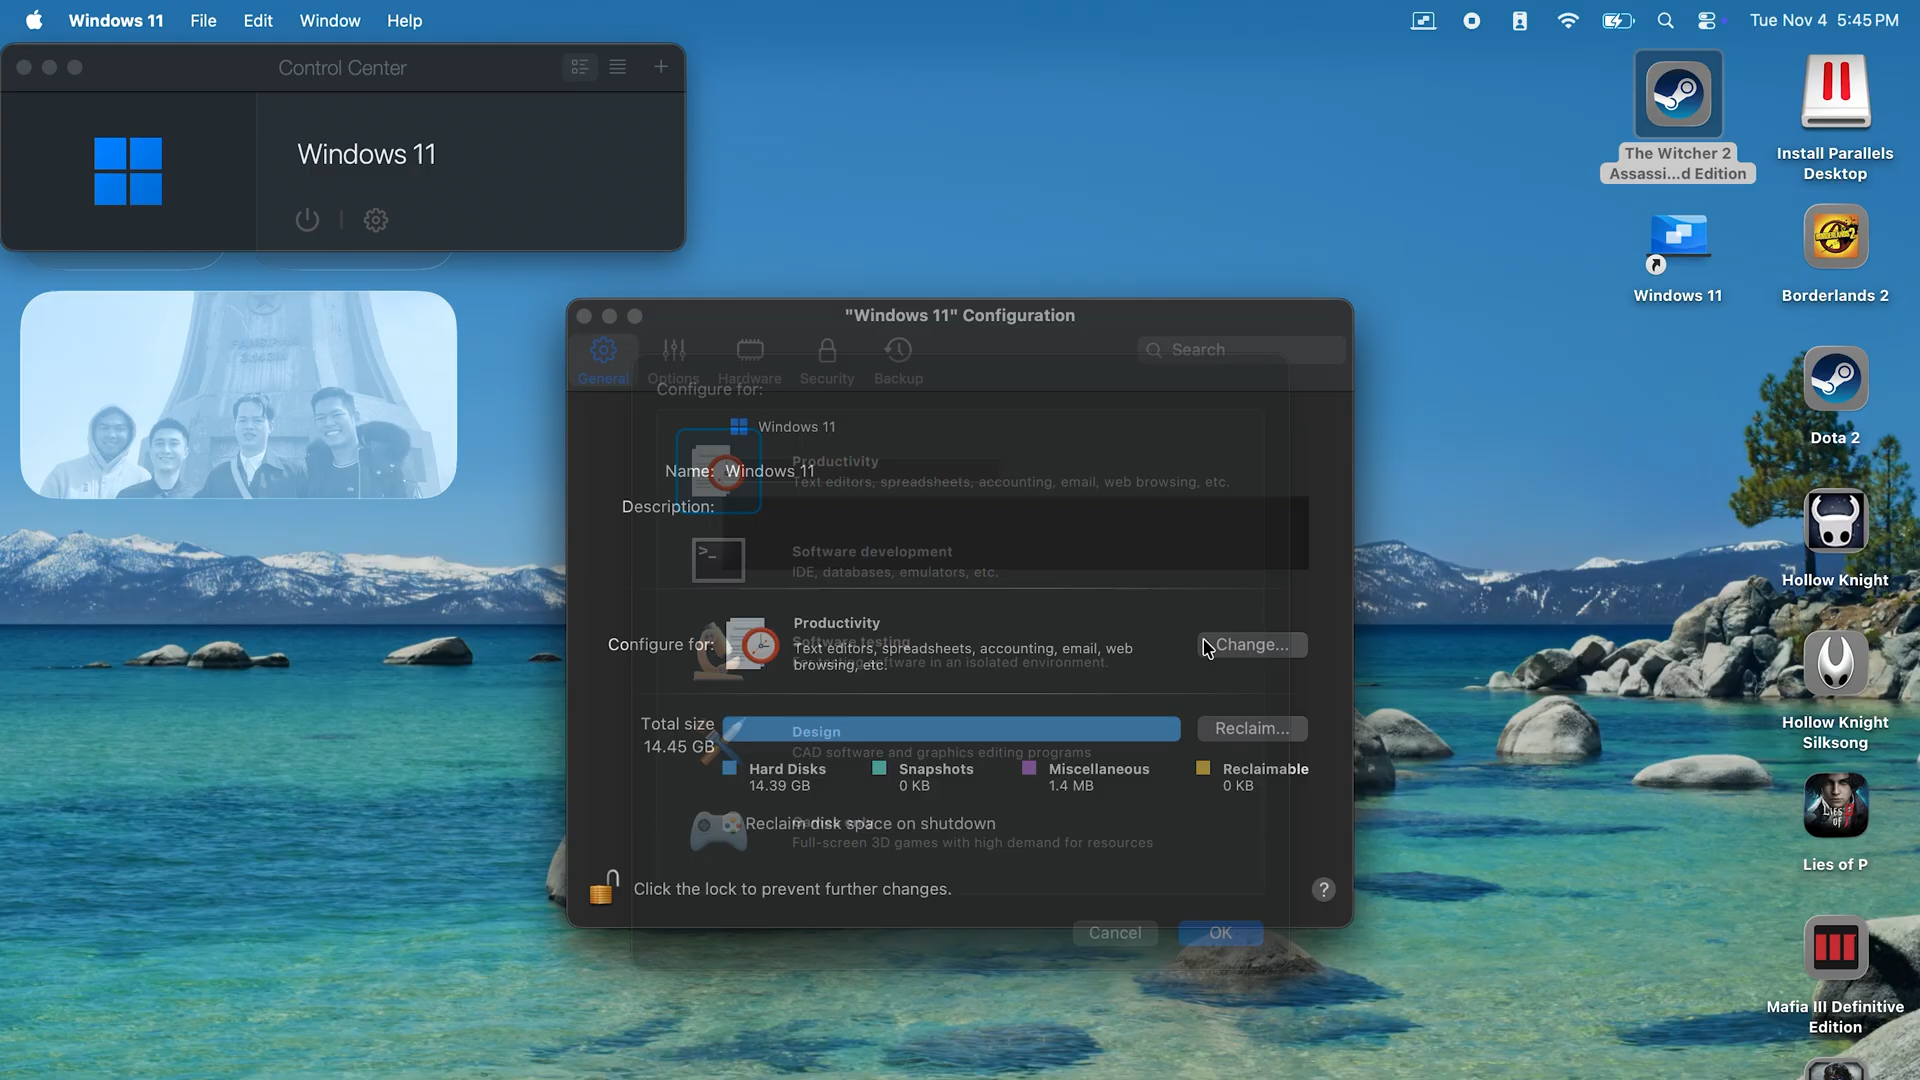 Windows 11 File Edit Window Help
Tue Nov 4 5:45 PM
Control Center
Windows 11
FANSIPAN
3.143M
The Witcher 2
Assassi...d Edition
Install Parallels
Desktop
Windows 11
Borderlands 2
Dota 2
Hollow Knight
Hollow Knight
Silksong
Lies of P
Mafia III Definitive
Edition
"Windows 11" Configuration
General Options Hardware Security Backup
Search
Configure for:
Windows 11
Productivity
Text editors, spreadsheets, accounting, email, web browsing, etc.
Name: Windows 11
Description:
Software development
IDE, databases, emulators, etc.
Configure for:
Productivity
Text editors, spreadsheets, accounting, email, web
browsing, etc.
Change...
Software testing
For testing software in an isolated environment.
Total size
14.45 GB
Reclaim...
Design
CAD software and graphics editing programs
Hard Disks
14.39 GB
Snapshots
0 KB
Miscellaneous
1.4 MB
Reclaimable
0 KB
Reclaim disk space on shutdown
Games only
Full-screen 3D games with high demand for resources
Click the lock to prevent further changes.
?
Cancel OK